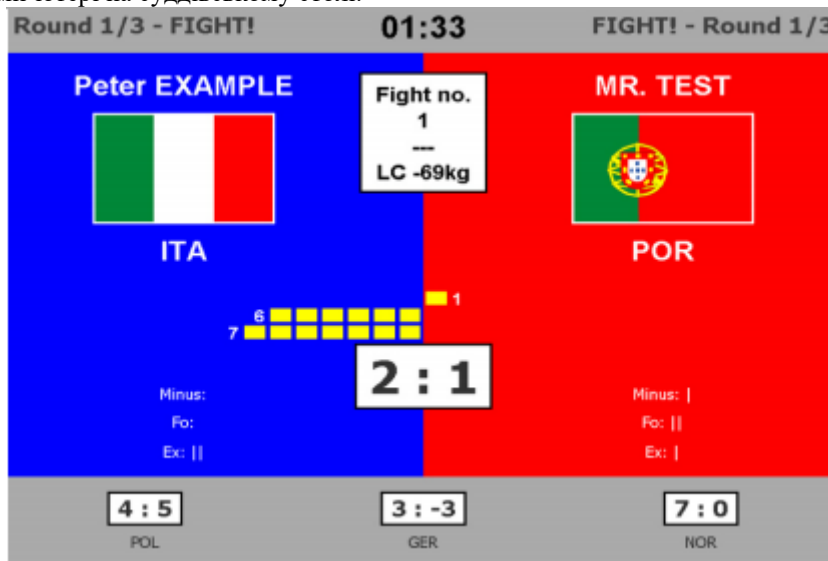 Round 1/3 - FIGHT!
01:33
FIGHT! - Round 1/3
Peter EXAMPLE
Fight no.
1
---
LC -69kg
MR. TEST
ITA
POR
1
6
7
2 : 1
Minus:
Fo:
Ex: ||
Minus: |
Fo: ||
Ex: |
4 : 5
POL
3 : -3
GER
7 : 0
NOR